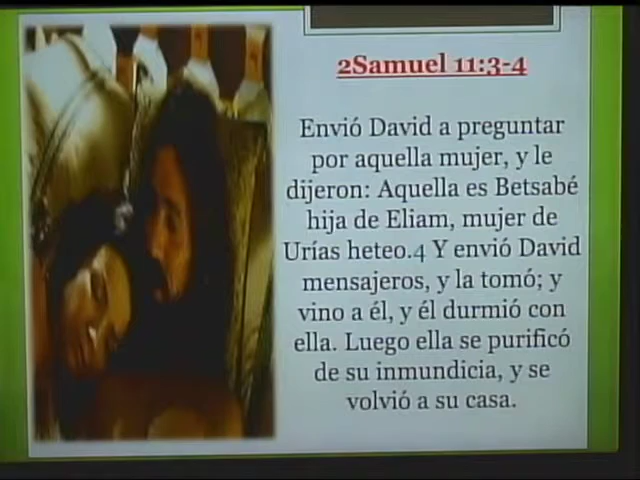 2Samuel 11:3-4
Envió David a preguntar
por aquella mujer, y le
dijeron: Aquella es Betsabé
hija de Eliam, mujer de
Urías heteo.4 Y envió David
mensajeros, y la tomó; y
vino a él, y él durmió con
ella. Luego ella se purificó
de su inmundicia, y se
volvió a su casa.